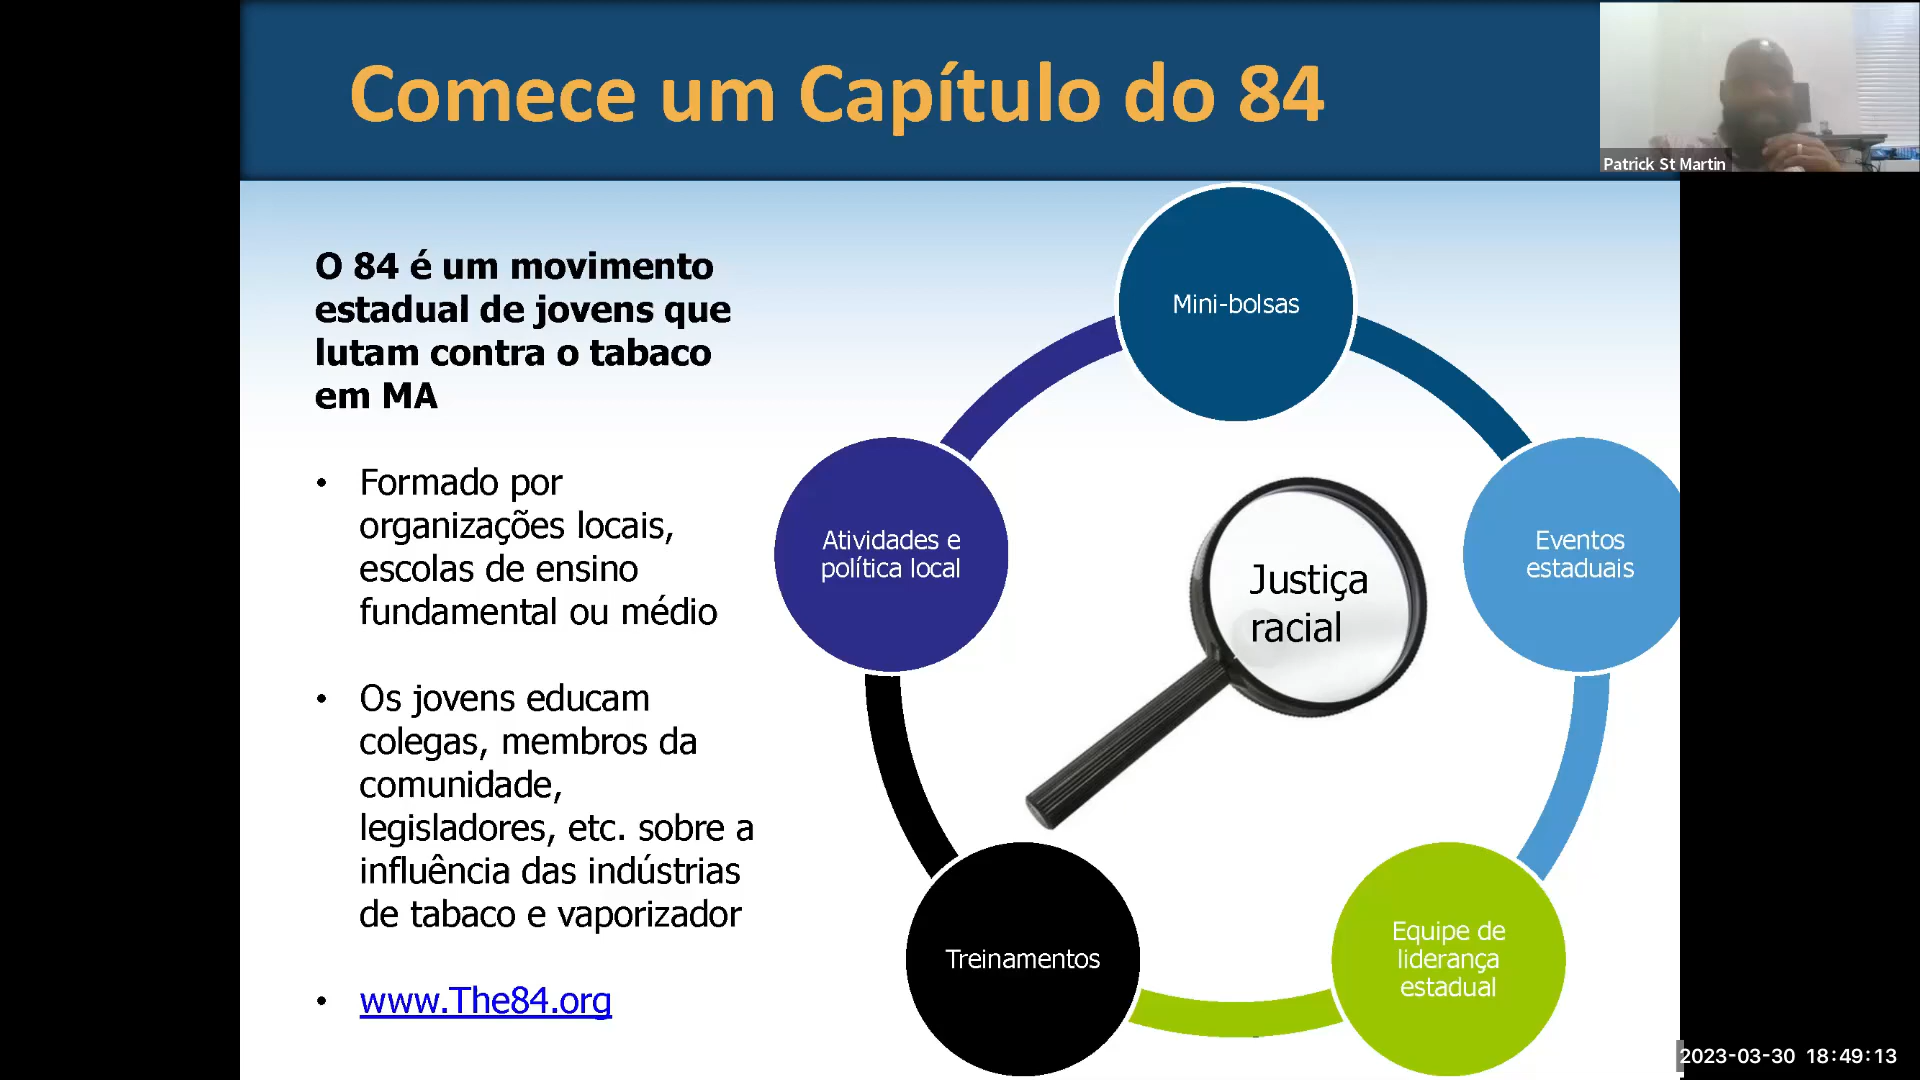 Comece um Capítulo do 84
Patrick St Martin
O 84 é um movimento
estadual de jovens que
lutam contra o tabaco
em MA
• Formado por
organizações locais,
escolas de ensino
fundamental ou médio
• Os jovens educam
colegas, membros da
comunidade,
legisladores, etc. sobre a
influência das indústrias
de tabaco e vaporizador
• www.The84.org
Mini-bolsas
Eventos
estaduais
Equipe de
liderança
estadual
Treinamentos
Atividades e
política local
Justiça
racial
2023-03-30 18:49:13